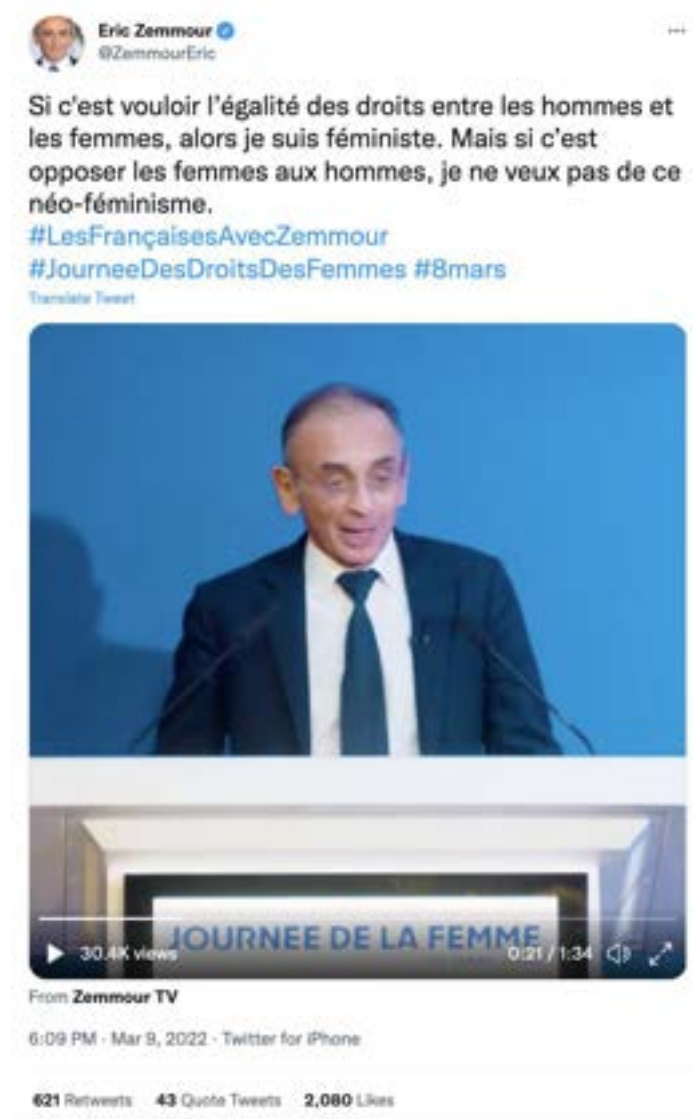 Eric Zemmour
@ZemmourEric
Si c'est vouloir l'égalité des droits entre les hommes et
les femmes, alors je suis féministe. Mais si c'est
opposer les femmes aux hommes, je ne veux pas de ce
néo-féminisme.
#LesFrançaisesAvecZemmour
#JourneeDesDroitsDesFemmes #8mars
Translate Tweet
JOURNEE DE LA FEMME
30.4K views 0:21 / 1:34
From Zemmour TV
6:09 PM · Mar 9, 2022 · Twitter for iPhone
621 Retweets 43 Quote Tweets 2,080 Likes